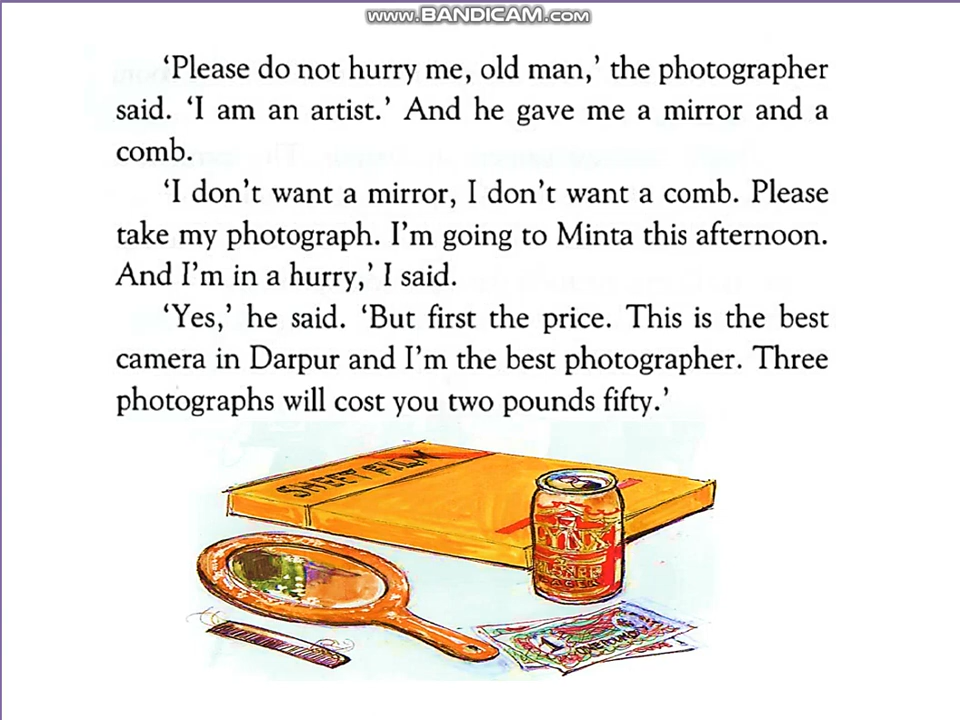 www.BANDICAM.com
‘Please do not hurry me, old man,’ the photographer
said. ‘I am an artist.’ And he gave me a mirror and a
comb.
‘I don’t want a mirror, I don’t want a comb. Please
take my photograph. I’m going to Minta this afternoon.
And I’m in a hurry,’ I said.
‘Yes,’ he said. ‘But first the price. This is the best
camera in Darpur and I’m the best photographer. Three
photographs will cost you two pounds fifty.’
SHEET FILM
LYNX
LAGER
1 ONE POUND